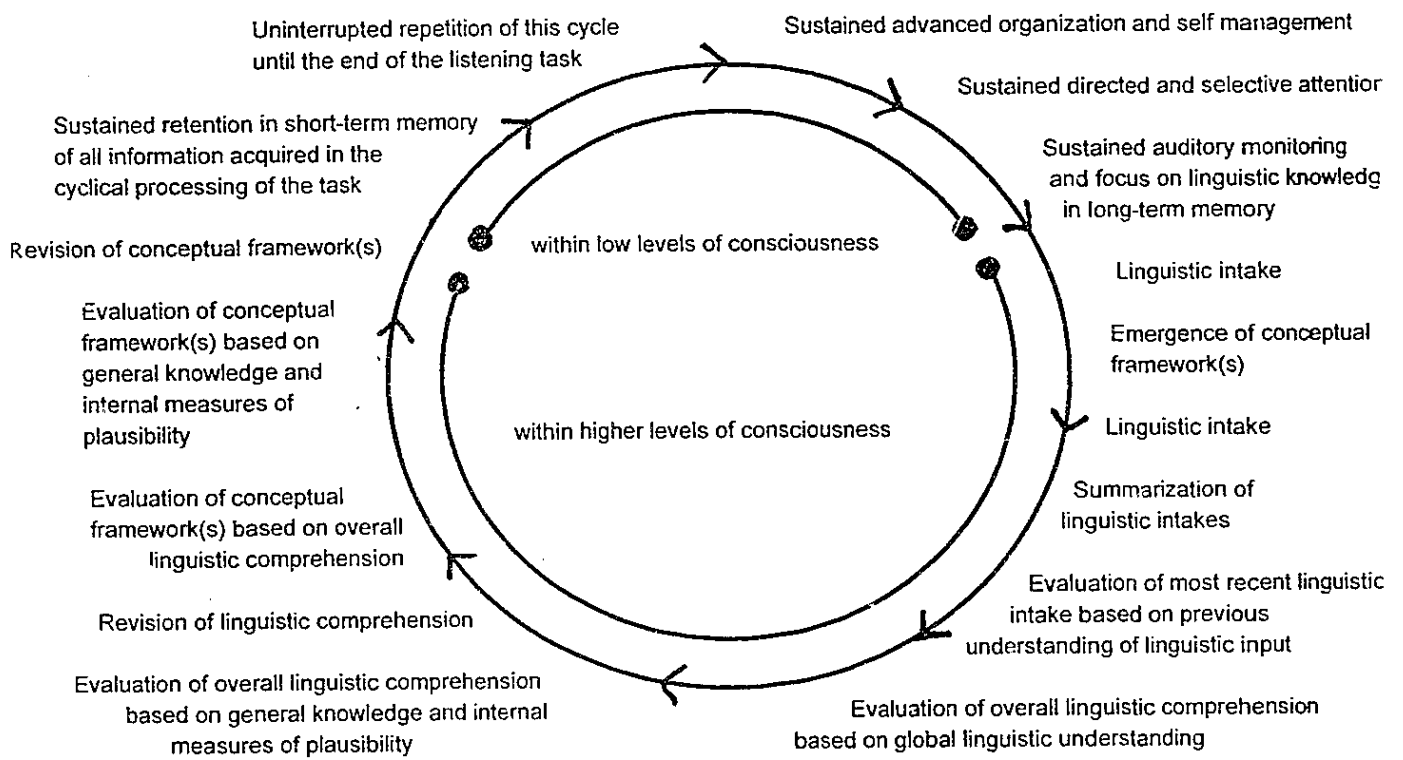 Uninterrupted repetition of this cycle
until the end of the listening task
Sustained advanced organization and self management
Sustained directed and selective attentior
Sustained auditory monitoring
and focus on linguistic knowledg
in long-term memory
Linguistic intake
Emergence of conceptual
framework(s)
Linguistic intake
Summarization of
linguistic intakes
Evaluation of most recent linguistic
intake based on previous
understanding of linguistic input
Evaluation of overall linguistic comprehension
based on global linguistic understanding
Evaluation of overall linguistic comprehension
based on general knowledge and internal
measures of plausibility
Revision of linguistic comprehension
Evaluation of conceptual
framework(s) based on overall
linguistic comprehension
Evaluation of conceptual
framework(s) based on
general knowledge and
internal measures of
plausibility
Revision of conceptual framework(s)
Sustained retention in short-term memory
of all information acquired in the
cyclical processing of the task
within low levels of consciousness
within higher levels of consciousness